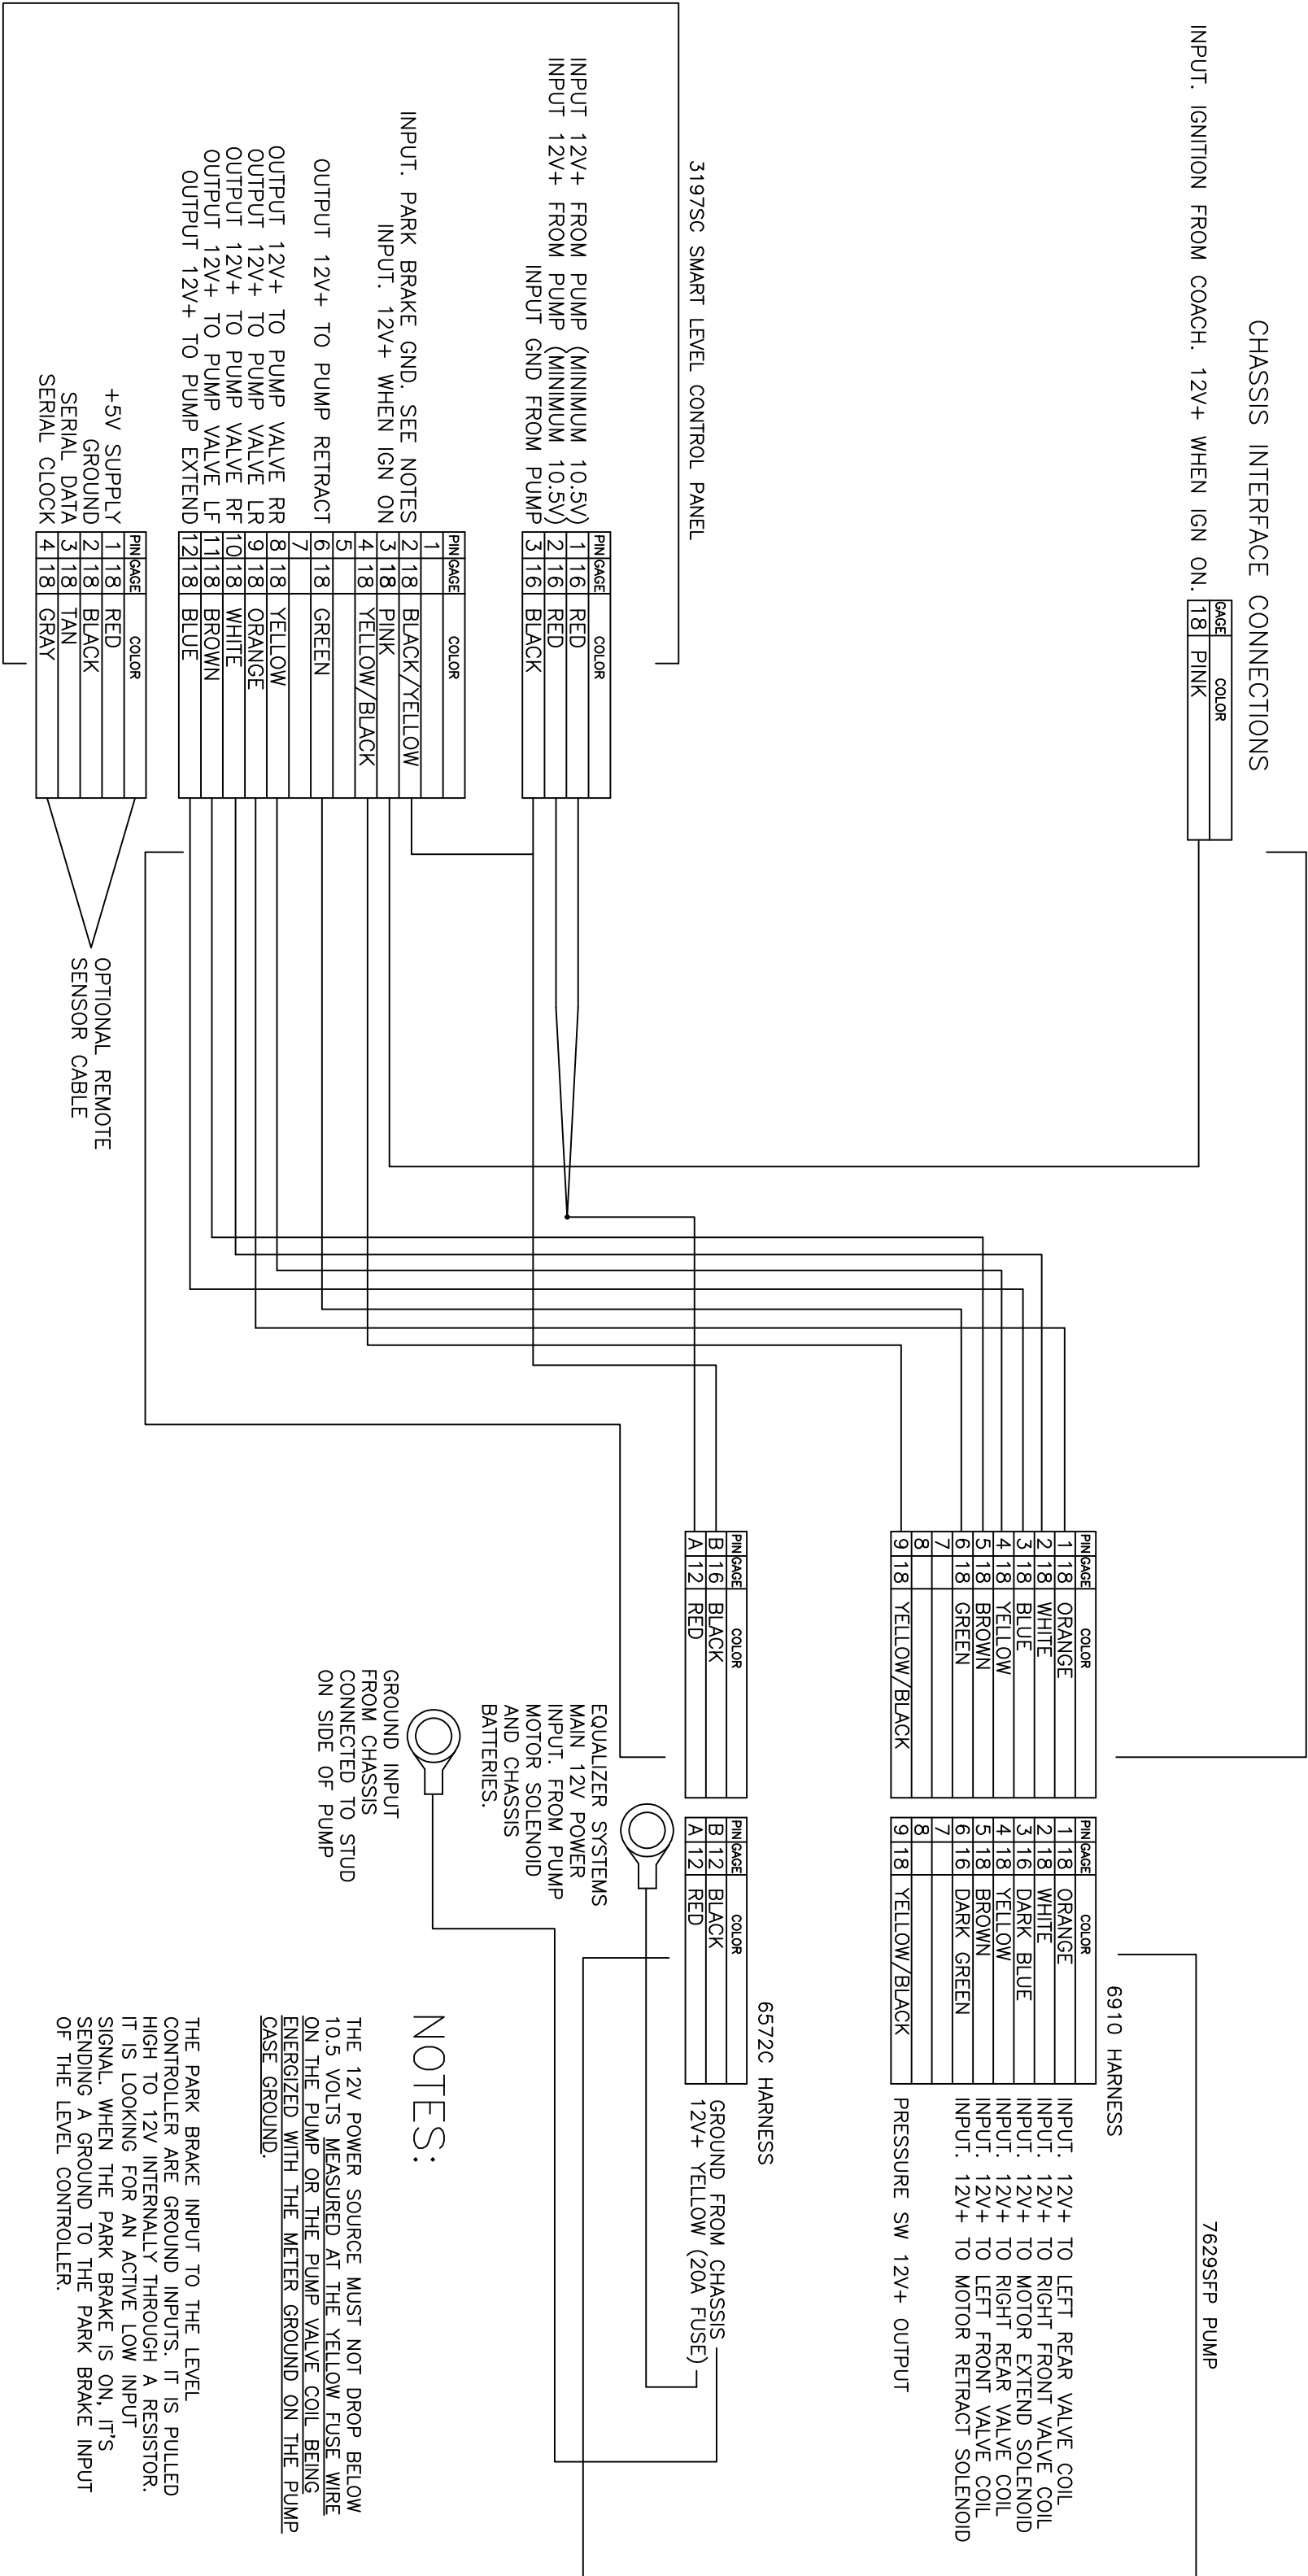 CHASSIS INTERFACE CONNECTIONS
GAGE COLOR
INPUT. IGNITION FROM COACH. 12V+ WHEN IGN ON. 18 PINK
3197SC SMART LEVEL CONTROL PANEL
PIN GAGE COLOR
INPUT 12V+ FROM PUMP (MINIMUM 10.5V) 1 16 RED
INPUT 12V+ FROM PUMP (MINIMUM 10.5V) 2 16 RED
INPUT GND FROM PUMP 3 16 BLACK
PIN GAGE COLOR
1
INPUT. PARK BRAKE GND. SEE NOTES 2 18 BLACK/YELLOW
INPUT. 12V+ WHEN IGN ON 3 18 PINK
4 18 YELLOW/BLACK
5
OUTPUT 12V+ TO PUMP RETRACT 6 18 GREEN
7
OUTPUT 12V+ TO PUMP VALVE RR 8 18 YELLOW
OUTPUT 12V+ TO PUMP VALVE LR 9 18 ORANGE
OUTPUT 12V+ TO PUMP VALVE RF 10 18 WHITE
OUTPUT 12V+ TO PUMP VALVE LF 11 18 BROWN
OUTPUT 12V+ TO PUMP EXTEND 12 18 BLUE
PIN GAGE COLOR
+5V SUPPLY 1 18 RED
GROUND 2 18 BLACK
SERIAL DATA 3 18 TAN
SERIAL CLOCK 4 18 GRAY
OPTIONAL REMOTE
SENSOR CABLE
PIN GAGE COLOR
1 18 ORANGE
2 18 WHITE
3 18 BLUE
4 18 YELLOW
5 18 BROWN
6 18 GREEN
7
8
9 18 YELLOW/BLACK
PIN GAGE COLOR
B 16 BLACK
A 12 RED
7629SFP PUMP
6910 HARNESS
PIN GAGE COLOR
1 18 ORANGE INPUT. 12V+ TO LEFT REAR VALVE COIL
2 18 WHITE INPUT. 12V+ TO RIGHT FRONT VALVE COIL
3 16 DARK BLUE INPUT. 12V+ TO MOTOR EXTEND SOLENOID
4 18 YELLOW INPUT. 12V+ TO RIGHT REAR VALVE COIL
5 18 BROWN INPUT. 12V+ TO LEFT FRONT VALVE COIL
6 16 DARK GREEN INPUT. 12V+ TO MOTOR RETRACT SOLENOID
7
8
9 18 YELLOW/BLACK PRESSURE SW 12V+ OUTPUT
6572C HARNESS
PIN GAGE COLOR
B 12 BLACK GROUND FROM CHASSIS
A 12 RED 12V+ YELLOW (20A FUSE)
EQUALIZER SYSTEMS
MAIN 12V POWER
INPUT. FROM PUMP
MOTOR SOLENOID
AND CHASSIS
BATTERIES.
GROUND INPUT
FROM CHASSIS
CONNECTED TO STUD
ON SIDE OF PUMP
NOTES:
THE 12V POWER SOURCE MUST NOT DROP BELOW
10.5 VOLTS MEASURED AT THE YELLOW FUSE WIRE
ON THE PUMP OR THE PUMP VALVE COIL BEING
ENERGIZED WITH THE METER GROUND ON THE PUMP
CASE GROUND.
THE PARK BRAKE INPUT TO THE LEVEL
CONTROLLER ARE GROUND INPUTS. IT IS PULLED
HIGH TO 12V INTERNALLY THROUGH A RESISTOR.
IT IS LOOKING FOR AN ACTIVE LOW INPUT
SIGNAL. WHEN THE PARK BRAKE IS ON, IT'S
SENDING A GROUND TO THE PARK BRAKE INPUT
OF THE LEVEL CONTROLLER.